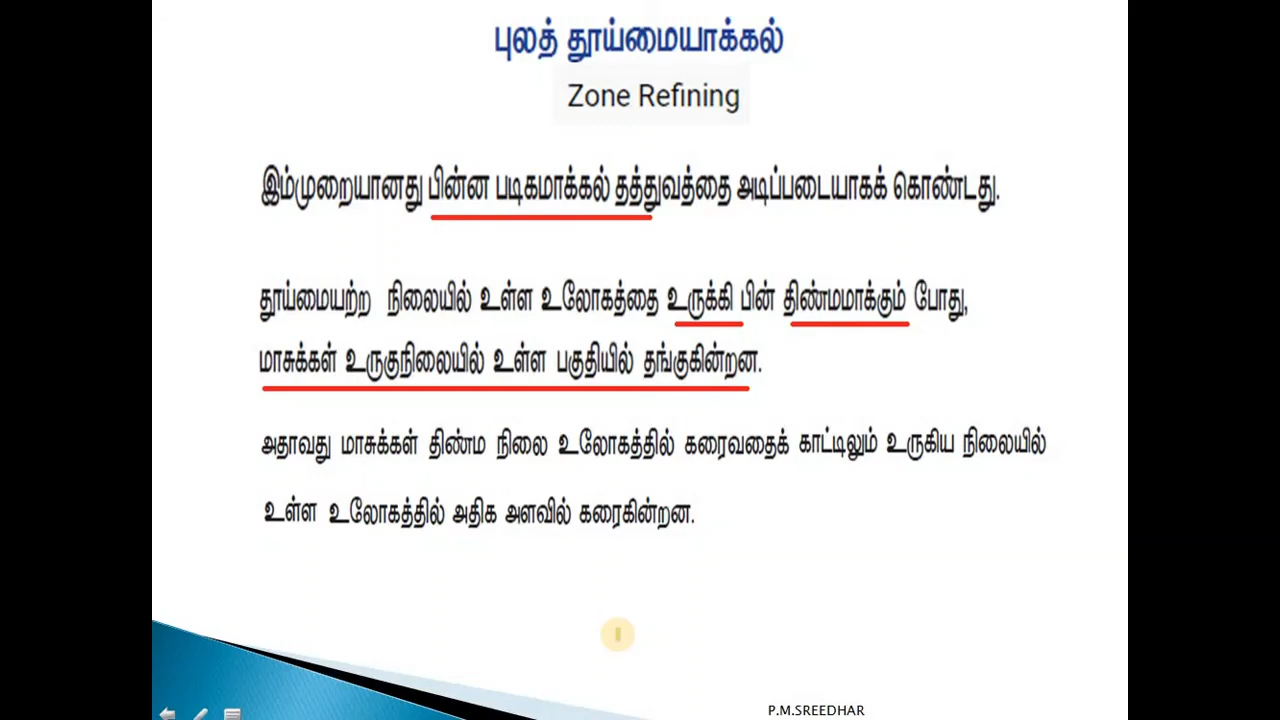 புலத் தூய்மையாக்கல்
Zone Refining
இம்முறையானது பின்ன படிகமாக்கல் தத்துவத்தை அடிப்படையாகக் கொண்டது.
தூய்மையற்ற நிலையில் உள்ள உலோகத்தை உருக்கி பின் திண்மமாக்கும் போது,
மாசுக்கள் உருகுநிலையில் உள்ள பகுதியில் தங்குகின்றன.
அதாவது மாசுக்கள் திண்ம நிலை உலோகத்தில் கரைவதைக் காட்டிலும் உருகிய நிலையில்
உள்ள உலோகத்தில் அதிக அளவில் கரைகின்றன.
P.M.SREEDHAR